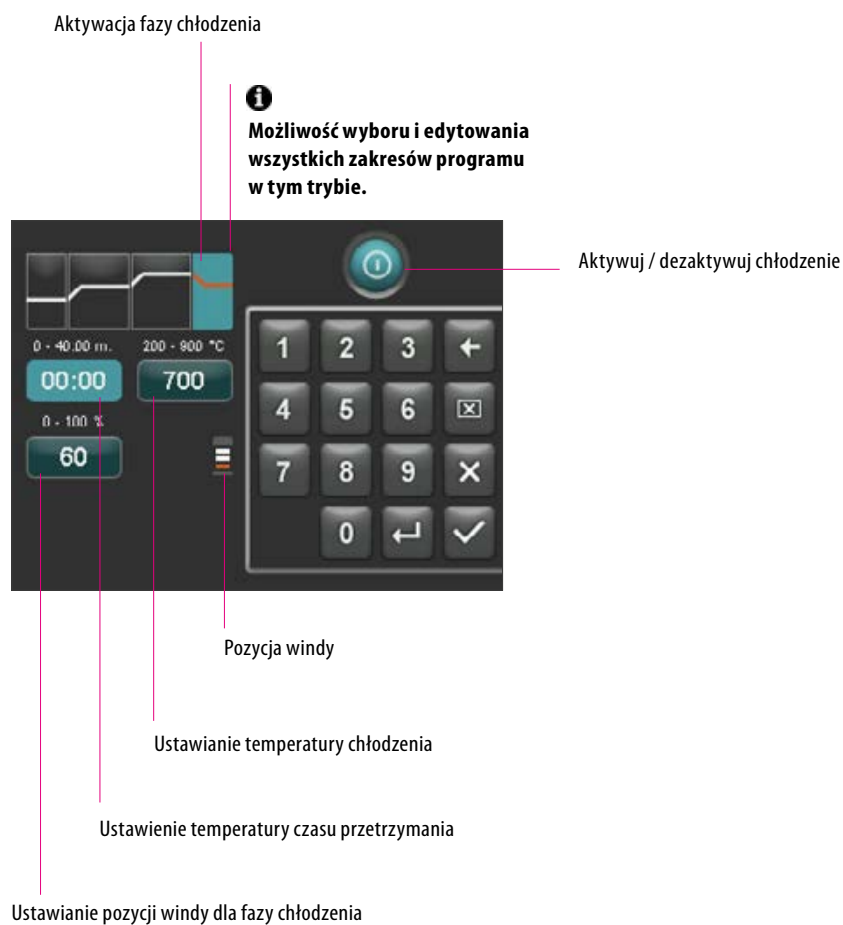 Aktywacja fazy chłodzenia
Możliwość wyboru i edytowania
wszystkich zakresów programu
w tym trybie.
Aktywuj / dezaktywuj chłodzenie
0 - 40.00 m. 200 - 900 °C
00:00 700
0 - 100 %
60
1 2 3
4 5 6
7 8 9
0
Pozycja windy
Ustawianie temperatury chłodzenia
Ustawienie temperatury czasu przetrzymania
Ustawianie pozycji windy dla fazy chłodzenia